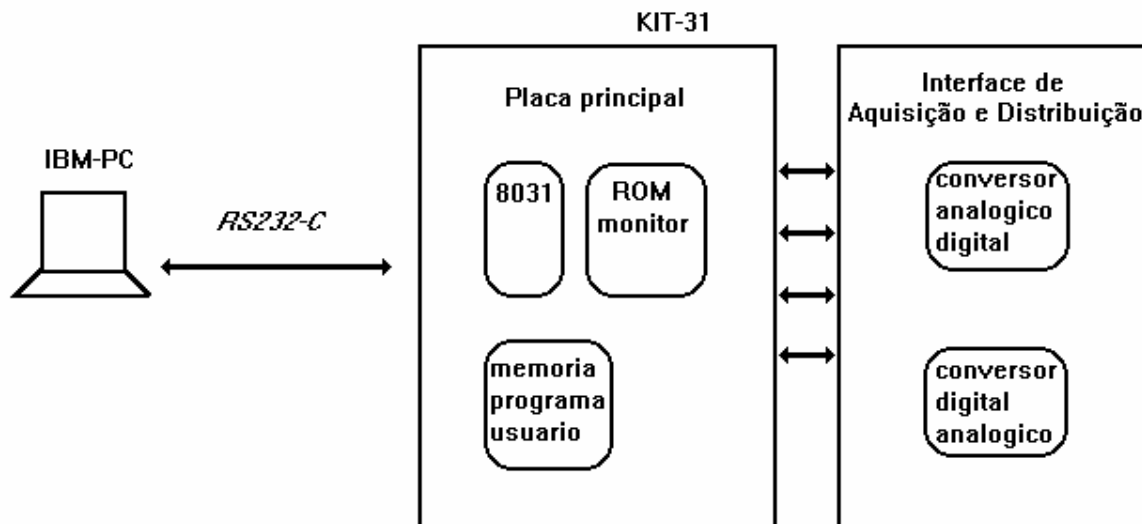 KIT-31
Placa principal
Interface de
Aquisição e Distribuição
IBM-PC
RS232-C
8031
ROM
monitor
memoria
programa
usuario
conversor
analogico
digital
conversor
digital
analogico